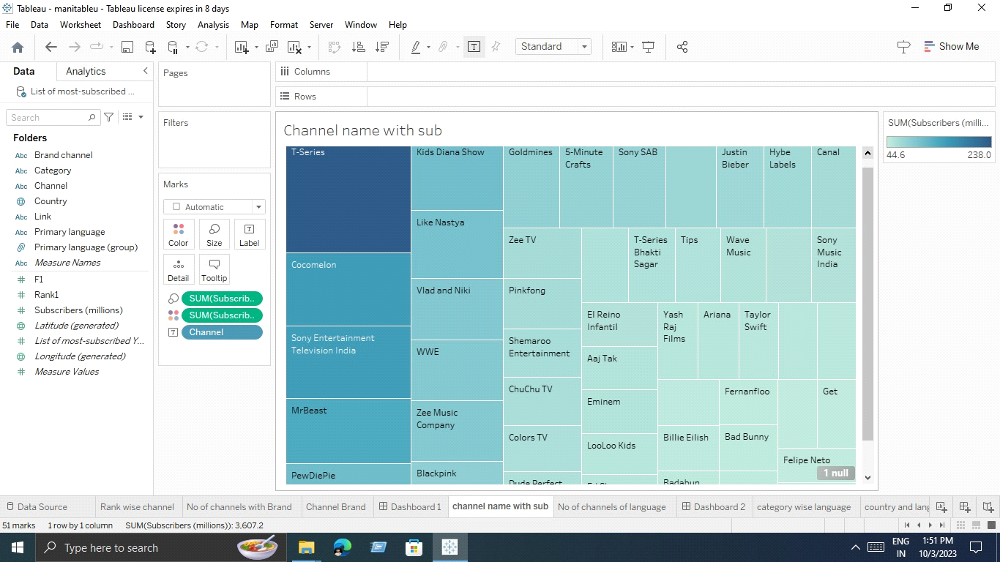 Tableau - manitableu - Tableau license expires in 8 days
File Data Worksheet Dashboard Story Analysis Map Format Server Window Help
Standard
Show Me
Data Analytics
List of most-subscribed ...
Search
Folders
Abc Brand channel
Abc Category
Abc Channel
Country
Abc Link
Abc Primary language
Primary language (group)
Abc Measure Names
F1
Rank1
Subscribers (millions)
Latitude (generated)
List of most-subscribed Y...
Longitude (generated)
Measure Values
Pages
Filters
Marks
Automatic
Color Size Label
Detail Tooltip
SUM(Subscrib..
SUM(Subscrib..
Channel
Columns
Rows
Channel name with sub
T-Series
Cocomelon
Sony Entertainment
Television India
MrBeast
PewDiePie
Kids Diana Show
Like Nastya
Vlad and Niki
WWE
Zee Music
Company
Blackpink
Goldmines
5-Minute
Crafts
Sony SAB
Justin
Bieber
Hybe
Labels
Canal
Zee TV
Pinkfong
Shemaroo
Entertainment
ChuChu TV
Colors TV
Dude Perfect
T-Series
Bhakti
Sagar
Tips
Wave
Music
Sony
Music
India
El Reino
Infantil
Aaj Tak
Eminem
LooLoo Kids
Yash
Raj
Films
Ariana
Taylor
Swift
Billie Eilish
Badabun
Fernanfloo
Bad Bunny
Get
Felipe Neto
1 null
SUM(Subscribers (milli...
44.6 238.0
Data Source Rank wise channel No of channels with Brand Channel Brand Dashboard 1 channel name with sub No of channels of language Dashboard 2 category wise language country and lang
51 marks 1 row by 1 column SUM(Subscribers (millions)): 3,607.2
Type here to search
ENG
IN
1:51 PM
10/3/2023